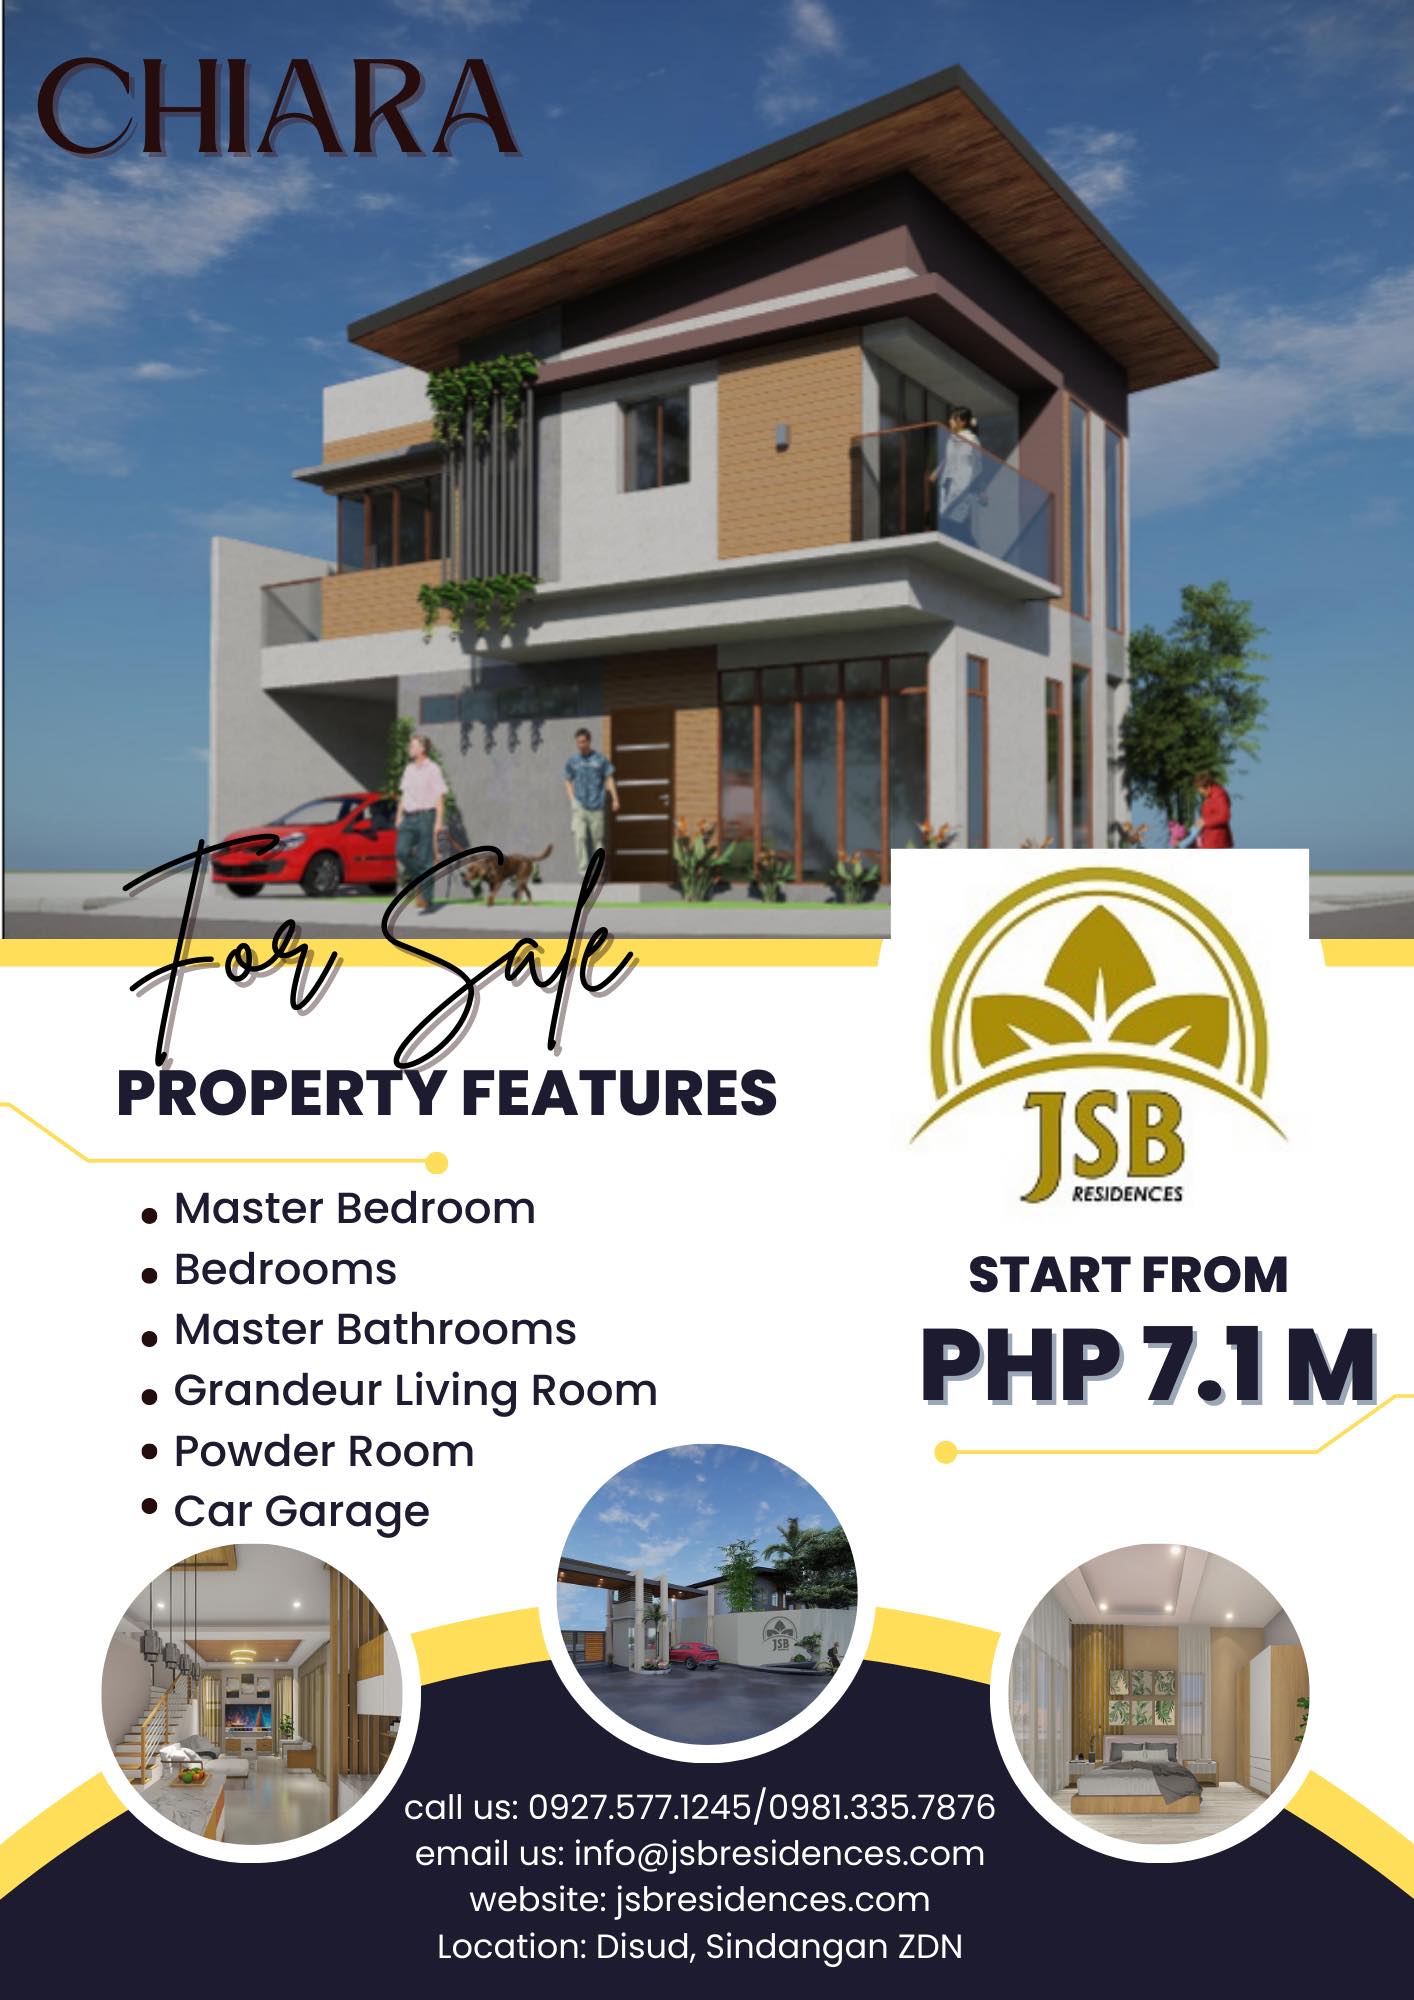 CHIARA
For Sale
PROPERTY FEATURES
Master Bedroom
Bedrooms
Master Bathrooms
Grandeur Living Room
Powder Room
Car Garage
JSB
RESIDENCES
START FROM
PHP 7.1 M
JSB
call us: 0927.577.1245/0981.335.7876
email us: info@jsbresidences.com
website: jsbresidences.com
Location: Disud, Sindangan ZDN